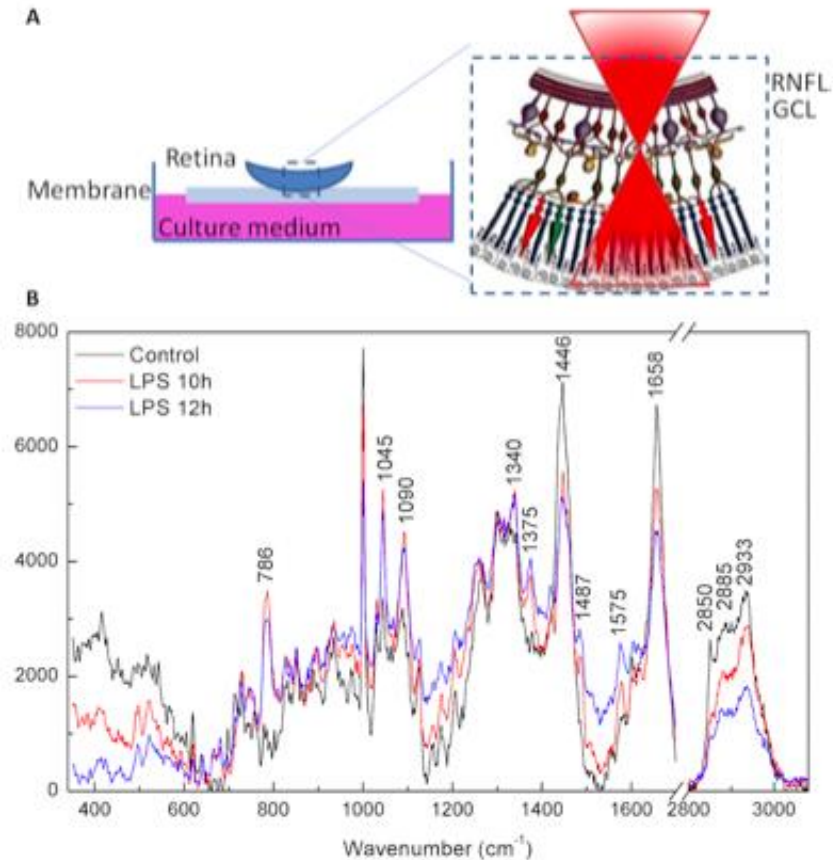 A
RNFL
GCL
Retina
Membrane
Culture medium
B
8000
6000
4000
2000
0
Control
LPS 10h
LPS 12h
786
1045
1090
1340
1375
1446
1487
1575
1658
2850
2885
2933
400 600 800 1000 1200 1400 1600 2800 3000
Wavenumber (cm⁻¹)